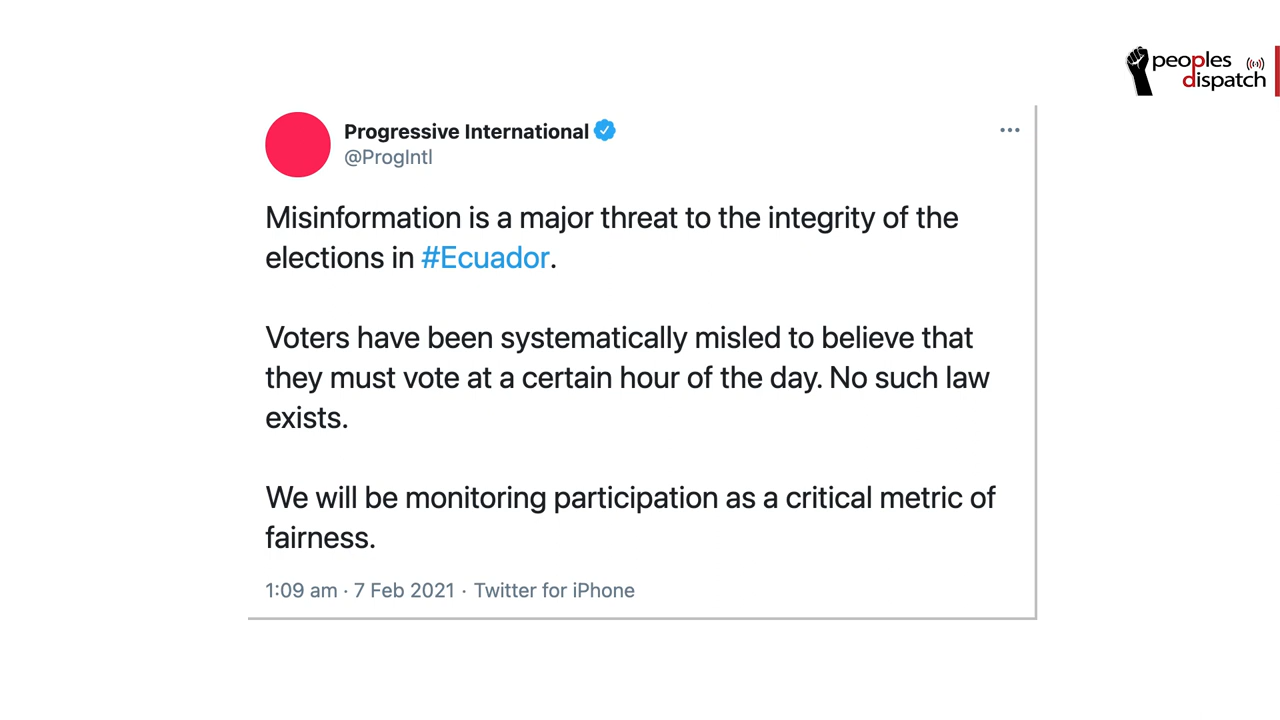 peoples
dispatch
Progressive International
@ProgIntl
Misinformation is a major threat to the integrity of the
elections in #Ecuador.
Voters have been systematically misled to believe that
they must vote at a certain hour of the day. No such law
exists.
We will be monitoring participation as a critical metric of
fairness.
1:09 am · 7 Feb 2021 · Twitter for iPhone